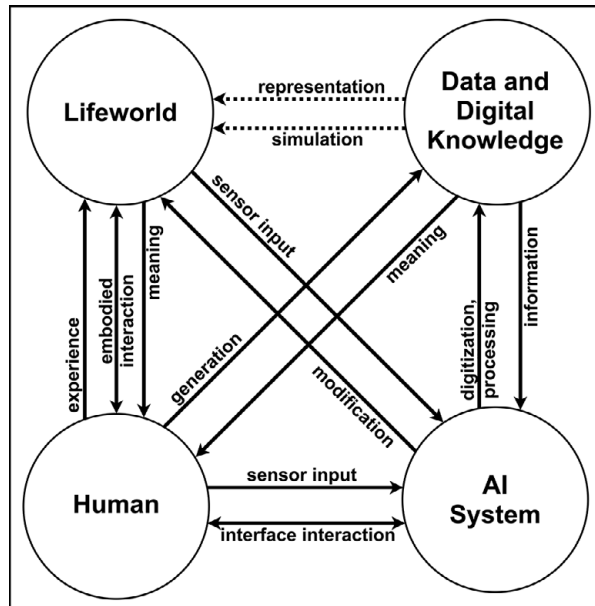 Lifeworld
Data and
Digital
Knowledge
representation
simulation
sensor input
meaning
meaning
embodied
interaction
experience
generation
modification
digitization,
processing
information
Human
sensor input
interface interaction
AI
System